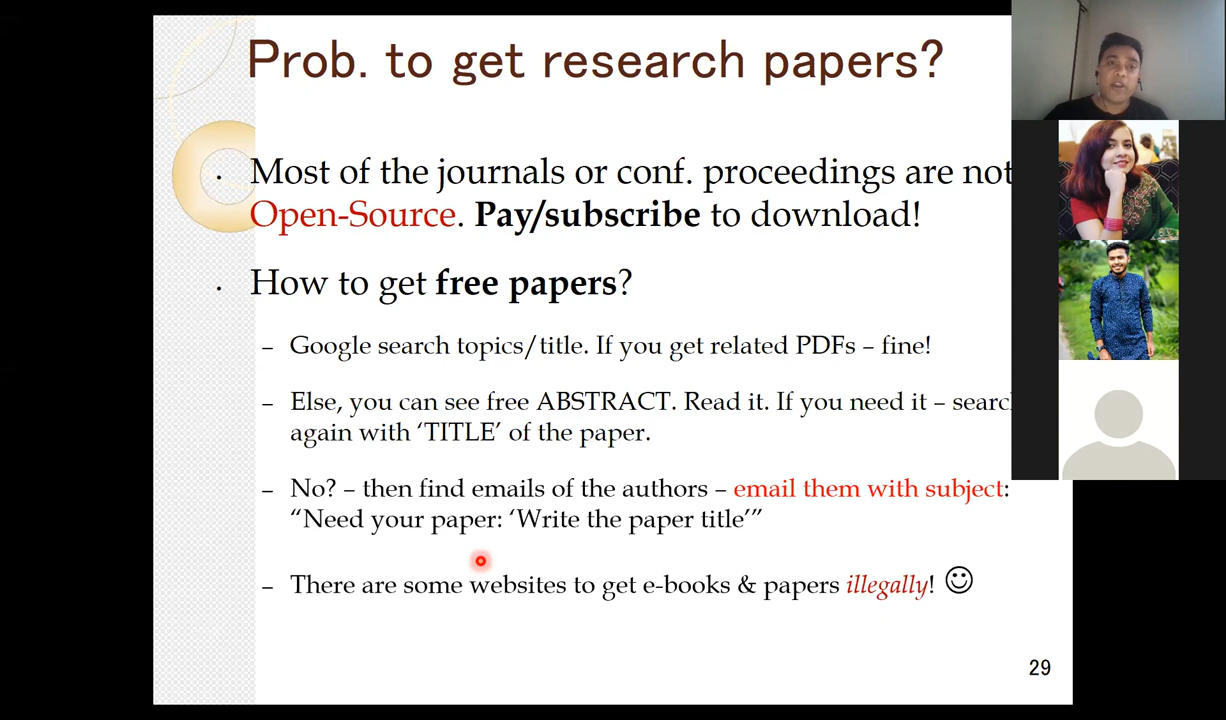 Prob. to get research papers?
• Most of the journals or conf. proceedings are not
Open-Source. Pay/subscribe to download!
• How to get free papers?
– Google search topics/title. If you get related PDFs – fine!
– Else, you can see free ABSTRACT. Read it. If you need it –
again with ‘TITLE’ of the paper.
– No? – then find emails of the authors – email them with subject:
“Need your paper: ‘Write the paper title’”
– There are some websites to get e-books & papers illegally! ☺
29